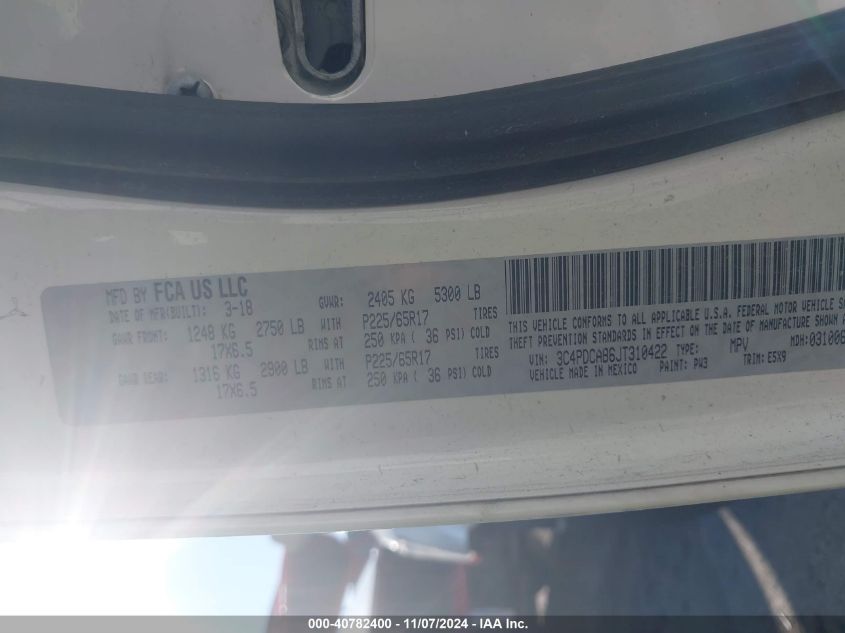 MFD BY FCA US LLC
DATE OF MFR(BUILT): 3-18 GVWR: 2405 KG 5300 LB
GAWR FRONT: 1248 KG 2750 LB WITH P225/65R17 TIRES
17X6.5 RIMS AT 250 KPA ( 36 PSI) COLD
GAWR REAR: 1316 KG 2900 LB WITH P225/65R17 TIRES
17X6.5 RIMS AT 250 KPA ( 36 PSI) COLD
THIS VEHICLE CONFORMS TO ALL APPLICABLE U.S.A. FEDERAL MOTOR VEHICLE
THEFT PREVENTION STANDARDS IN EFFECT ON THE DATE OF MANUFACTURE SHOWN
VIN: 3C4PDCAB6JT310422 TYPE: MPV MDH: 031006
VEHICLE MADE IN MEXICO PAINT: PW3 TRIM: E5X9
000-40782400 - 11/07/2024 - IAA Inc.